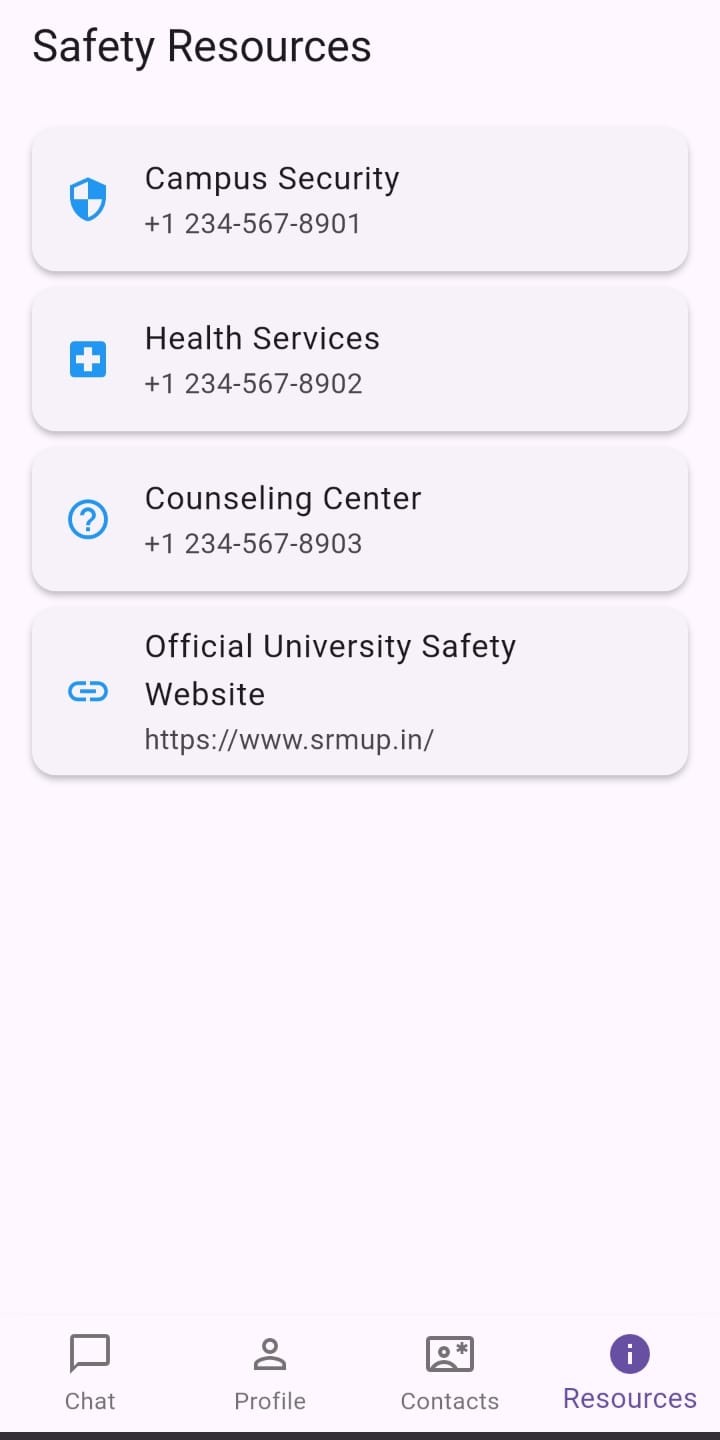 Safety Resources
Campus Security
+1 234-567-8901
Health Services
+1 234-567-8902
Counseling Center
+1 234-567-8903
Official University Safety
Website
https://www.srmup.in/
Chat
Profile
Contacts
Resources